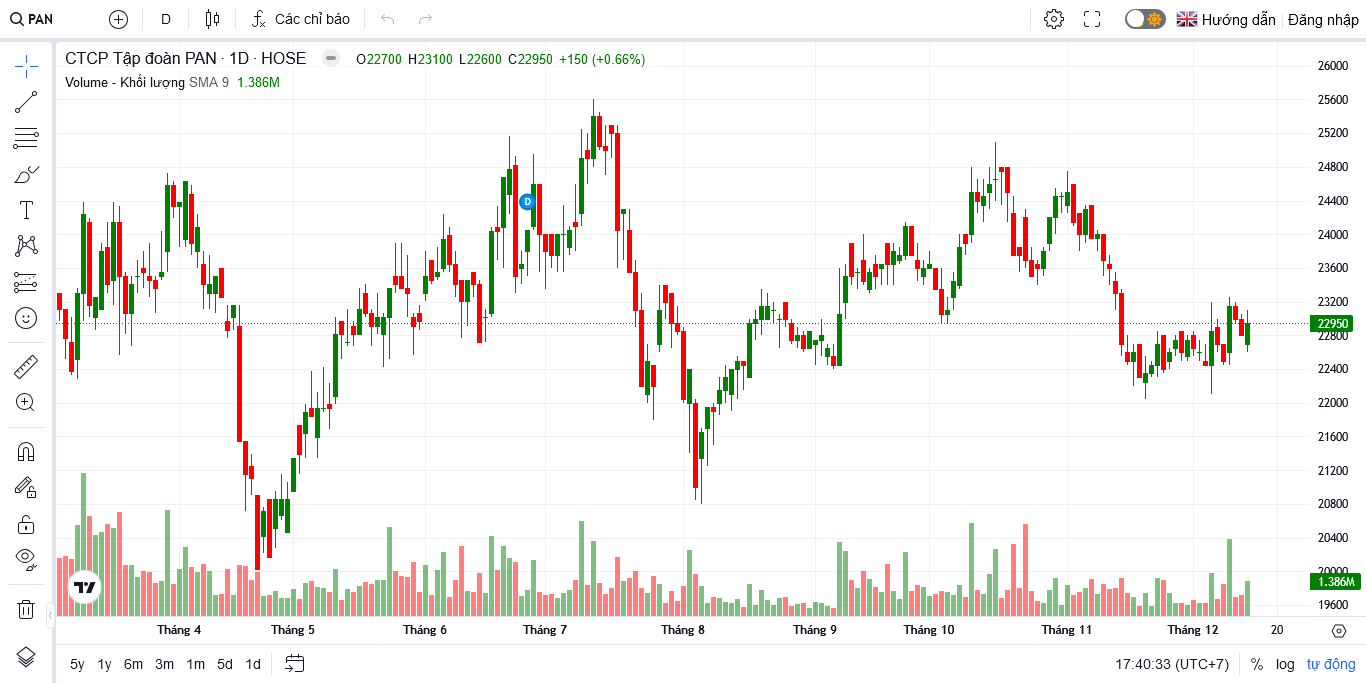 PAN D Các chỉ báo Hướng dẫn Đăng nhập
CTCP Tập đoàn PAN · 1D · HOSE O22700 H23100 L22600 C22950 +150 (+0.66%)
Volume - Khối lượng SMA 9 1.386M
26000
25600
25200
24800
24400
D
24000
23600
23200
22950
22800
22400
22000
21600
21200
20800
20400
20000
1.386M
19600
Tháng 4 Tháng 5 Tháng 6 Tháng 7 Tháng 8 Tháng 9 Tháng 10 Tháng 11 Tháng 12 20
5y 1y 6m 3m 1m 5d 1d 17:40:33 (UTC+7) % log tự động